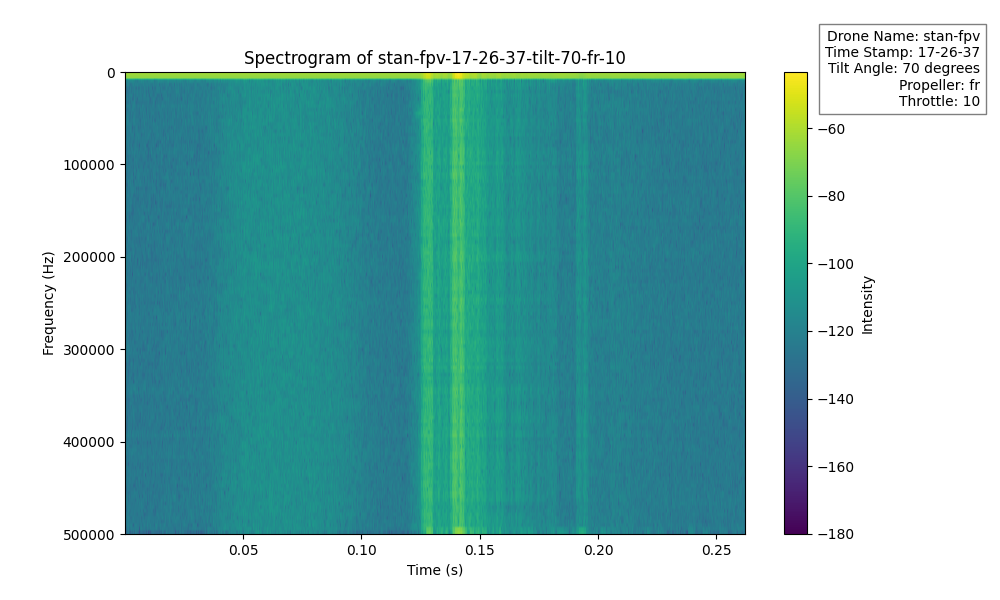 Drone Name: stan-fpv
Time Stamp: 17-26-37
Tilt Angle: 70 degrees
Propeller: fr
Throttle: 10
Spectrogram of stan-fpv-17-26-37-tilt-70-fr-10
0
100000
200000
300000
400000
500000
Frequency (Hz)
0.05
0.10
0.15
0.20
0.25
Time (s)
−60
−80
−100
−120
−140
−160
−180
Intensity